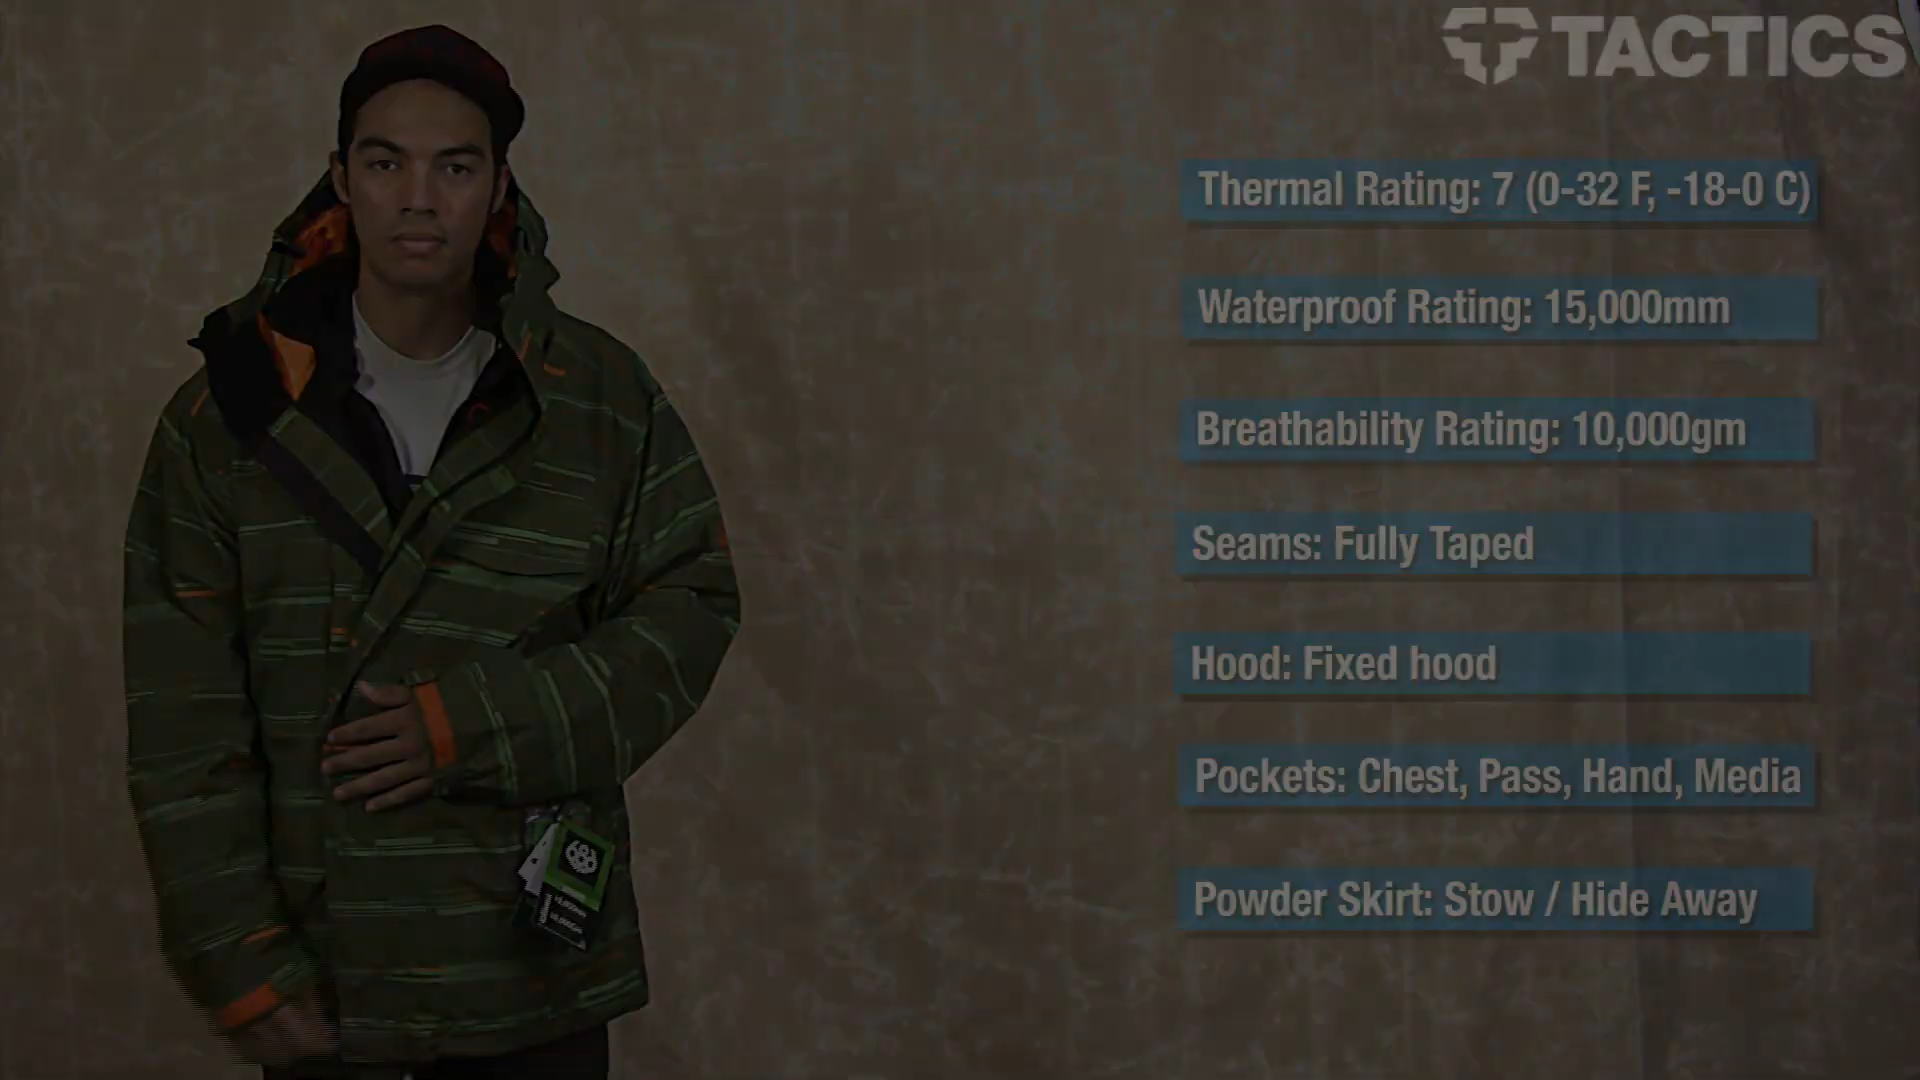 TACTICS
Thermal Rating: 7 (0-32 F, -18-0 C)
Waterproof Rating: 15,000mm
Breathability Rating: 10,000gm
Seams: Fully Taped
Hood: Fixed hood
Pockets: Chest, Pass, Hand, Media
Powder Skirt: Stow / Hide Away
686